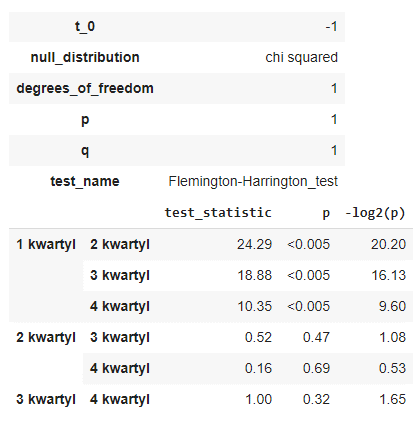 t_0 -1
null_distribution chi squared
degrees_of_freedom 1
p 1
q 1
test_name Flemington-Harrington_test
test_statistic p -log2(p)
1 kwartyl 2 kwartyl 24.29 <0.005 20.20
3 kwartyl 18.88 <0.005 16.13
4 kwartyl 10.35 <0.005 9.60
2 kwartyl 3 kwartyl 0.52 0.47 1.08
4 kwartyl 0.16 0.69 0.53
3 kwartyl 4 kwartyl 1.00 0.32 1.65